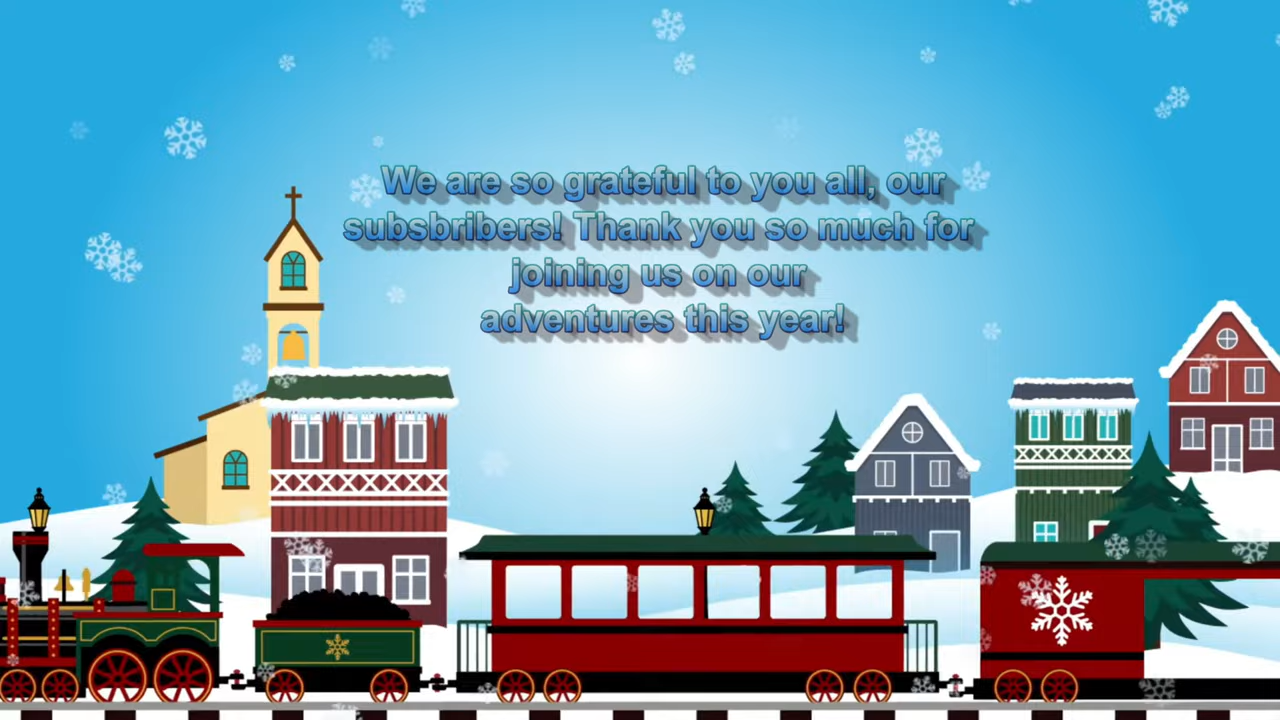 We are so grateful to you all, our
subsbribers! Thank you so much for
joining us on our
adventures this year!